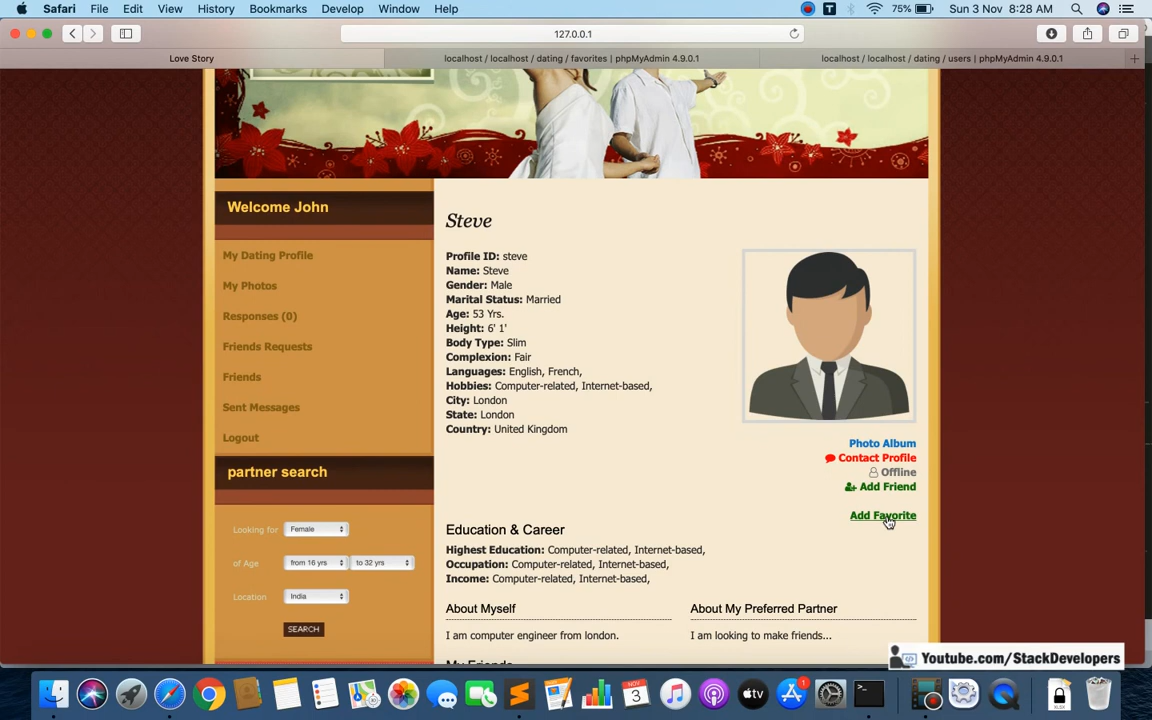 Safari File Edit View History Bookmarks Develop Window Help 75% Sun 3 Nov 8:28 AM
127.0.0.1
Love Story localhost / localhost / dating / favorites | phpMyAdmin 4.9.0.1 localhost / localhost / dating / users | phpMyAdmin 4.9.0.1
Welcome John
My Dating Profile
My Photos
Responses (0)
Friends Requests
Friends
Sent Messages
Logout
partner search
Looking for Female
of Age from 16 yrs to 32 yrs
Location India
SEARCH
Steve
Profile ID: steve
Name: Steve
Gender: Male
Marital Status: Married
Age: 53 Yrs.
Height: 6' 1'
Body Type: Slim
Complexion: Fair
Languages: English, French,
Hobbies: Computer-related, Internet-based,
City: London
State: London
Country: United Kingdom
Photo Album
Contact Profile
Offline
Add Friend
Add Favorite
Education & Career
Highest Education: Computer-related, Internet-based,
Occupation: Computer-related, Internet-based,
Income: Computer-related, Internet-based,
About Myself
I am computer engineer from london.
About My Preferred Partner
I am looking to make friends...
My Friends
Youtube.com/StackDevelopers
NOV
3
tv
1
XLSX